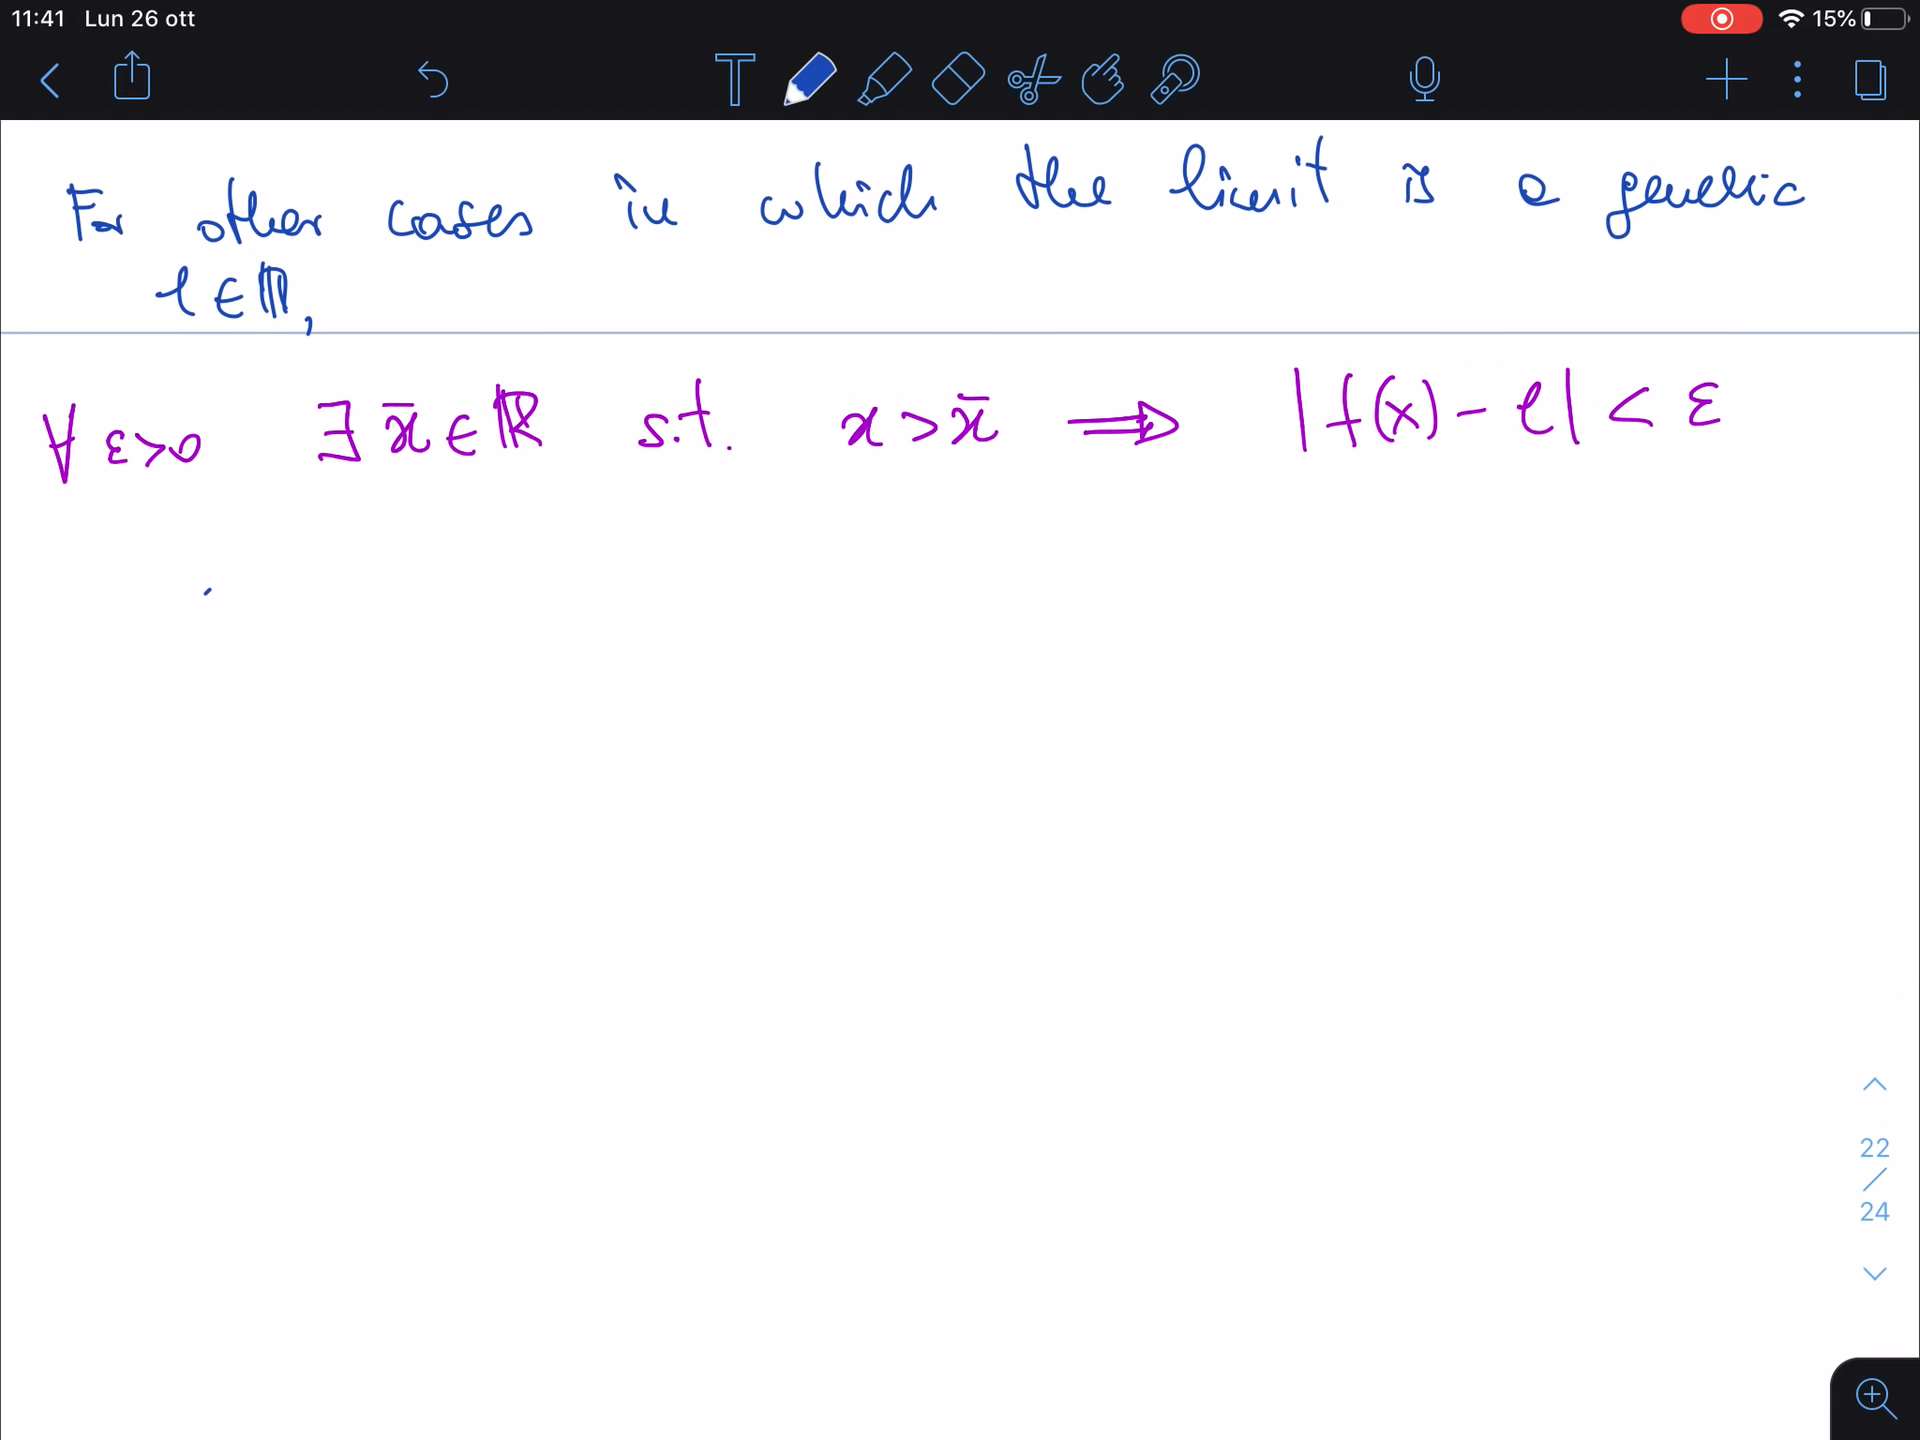 11:41 Lun 26 ott 15%
For other cases in which the limit is a generic
l ∈ ℝ,
∀ ε>0 ∃ x̄ ∈ ℝ s.t. x > x̄ ⟹ |f(x) - l| < ε
22
/
24